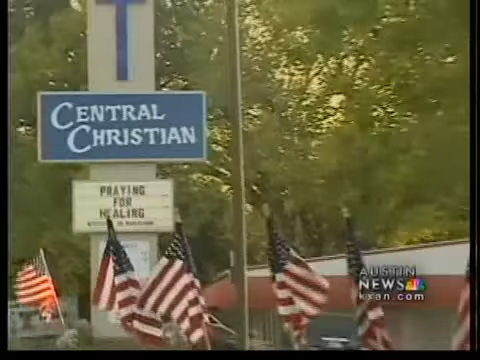 CENTRAL
CHRISTIAN
PRAYING
FOR
HEALING
AUSTIN
NEWS
kxan.com